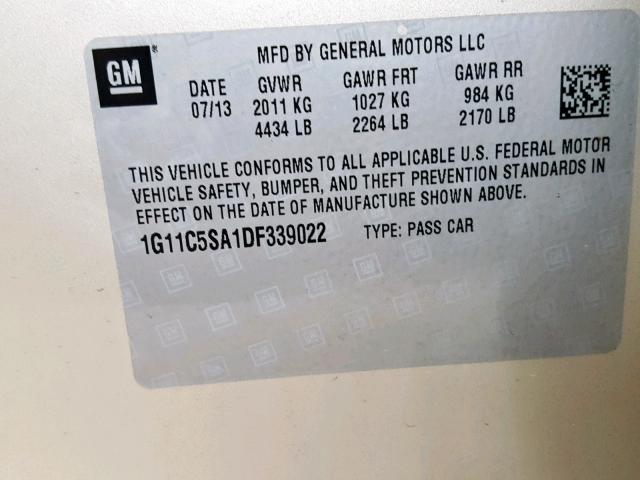 GM
MFD BY GENERAL MOTORS LLC
DATE GVWR GAWR FRT GAWR RR
07/13 2011 KG 1027 KG 984 KG
4434 LB 2264 LB 2170 LB
THIS VEHICLE CONFORMS TO ALL APPLICABLE U.S. FEDERAL MOTOR
VEHICLE SAFETY, BUMPER, AND THEFT PREVENTION STANDARDS IN
EFFECT ON THE DATE OF MANUFACTURE SHOWN ABOVE.
1G11C5SA1DF339022 TYPE: PASS CAR